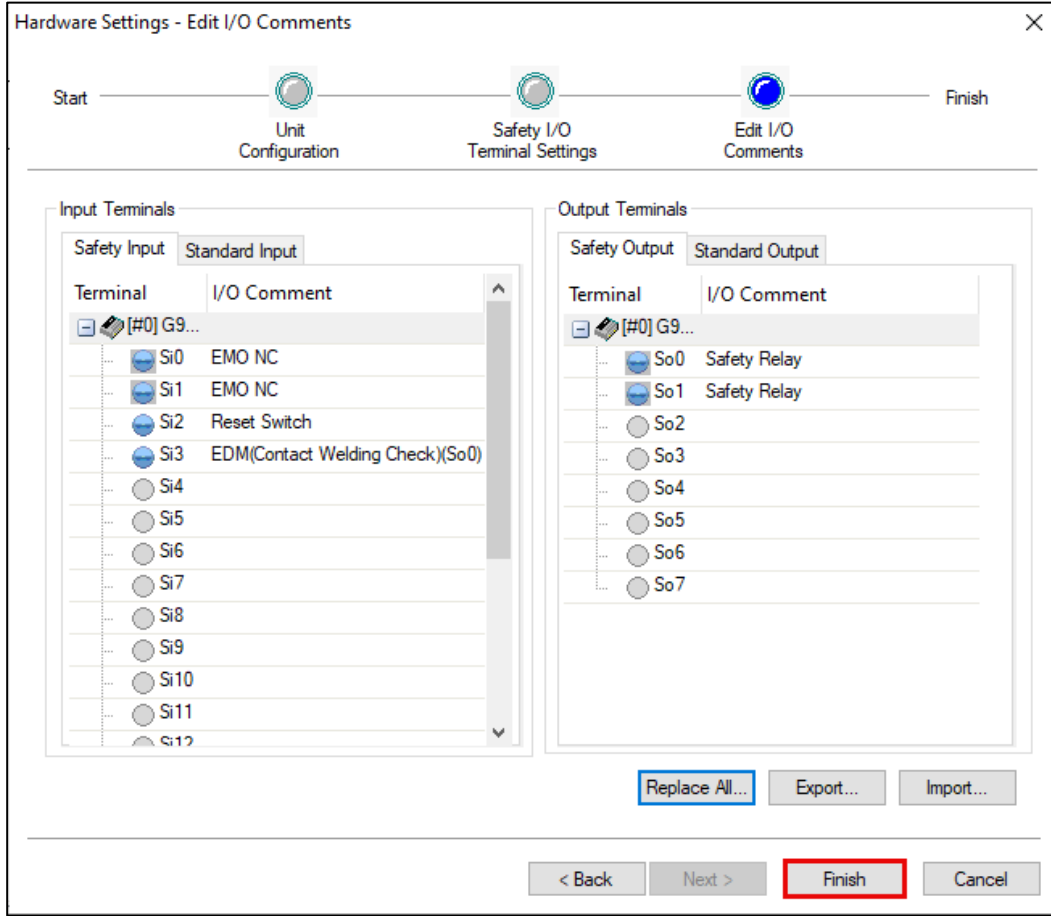 Hardware Settings - Edit I/O Comments
Start
Finish
Unit
Configuration
Safety I/O
Terminal Settings
Edit I/O
Comments
Input Terminals
Safety Input
Standard Input
Terminal I/O Comment
[#0] G9...
Si0 EMO NC
Si1 EMO NC
Si2 Reset Switch
Si3 EDM(Contact Welding Check)(So0)
Si4
Si5
Si6
Si7
Si8
Si9
Si10
Si11
Si12
Output Terminals
Safety Output
Standard Output
Terminal I/O Comment
[#0] G9...
So0 Safety Relay
So1 Safety Relay
So2
So3
So4
So5
So6
So7
Replace All... Export... Import...
< Back Next > Finish Cancel